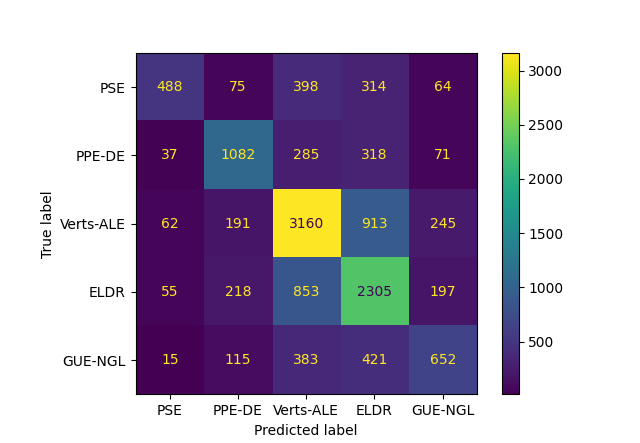 True label
PSE 488 75 398 314 64
PPE-DE 37 1082 285 318 71
Verts-ALE 62 191 3160 913 245
ELDR 55 218 853 2305 197
GUE-NGL 15 115 383 421 652
PSE PPE-DE Verts-ALE ELDR GUE-NGL
Predicted label
3000
2500
2000
1500
1000
500